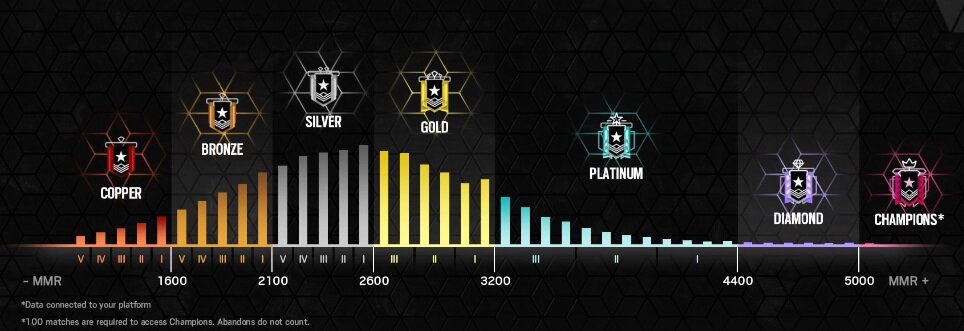 SILVER
GOLD
BRONZE
PLATINUM
COPPER
DIAMOND
CHAMPIONS*
V IV III II I V IV III II I V IV III II I III II I III II I
- MMR 1600 2100 2600 3200 4400 5000 MMR +
*Data connected to your platform
*100 matches are required to access Champions. Abandons do not count.